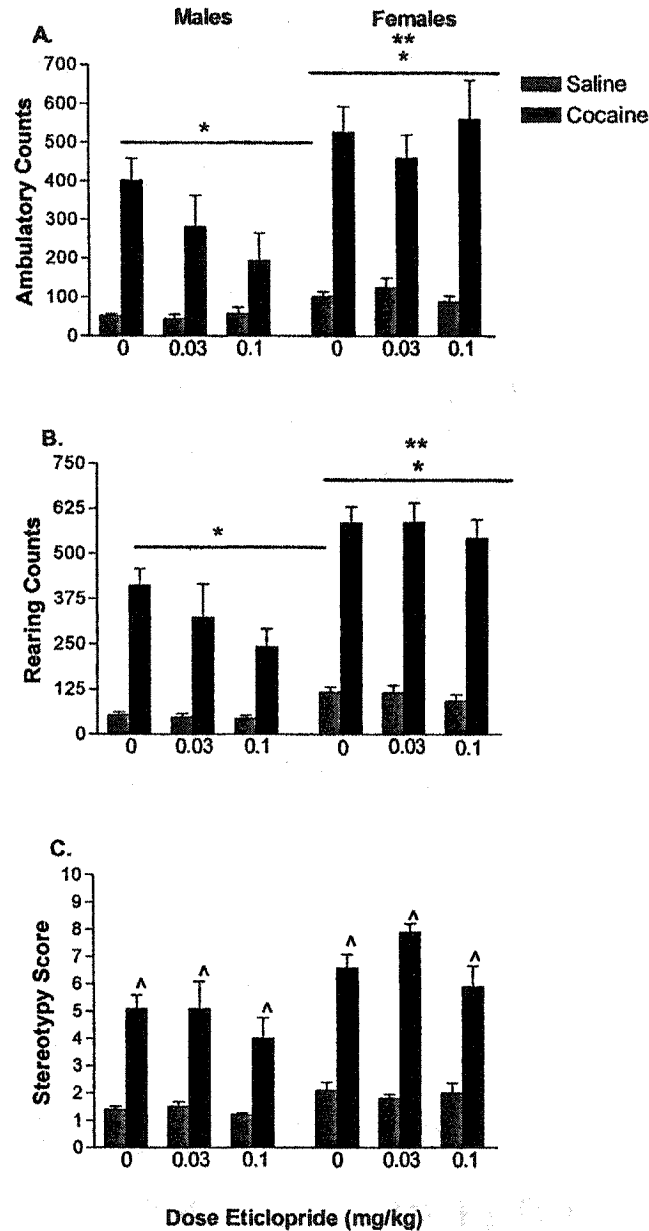 Males Females
A.
**
*
*
Saline
Cocaine
Ambulatory Counts
700
600
500
400
300
200
100
0
0 0.03 0.1 0 0.03 0.1
B.
**
*
*
Rearing Counts
750
625
500
375
250
125
0
0 0.03 0.1 0 0.03 0.1
C.
Stereotypy Score
10
9
8
7
6
5
4
3
2
1
0
^ ^ ^ ^ ^ ^
0 0.03 0.1 0 0.03 0.1
Dose Eticlopride (mg/kg)